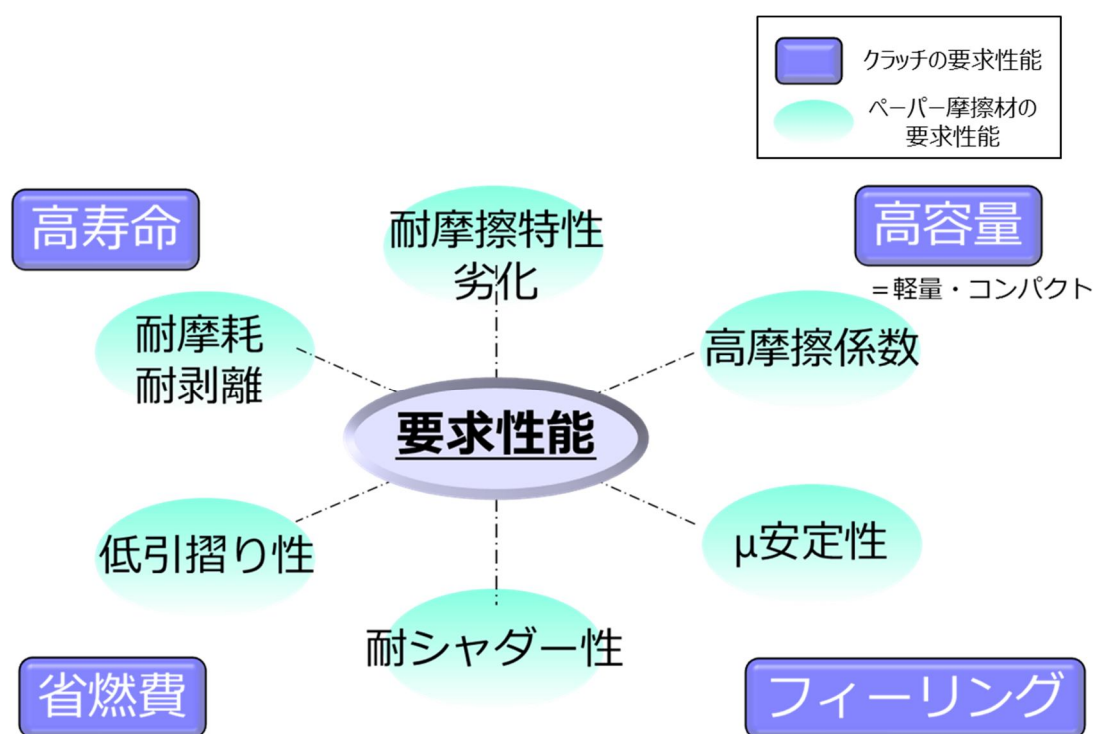 クラッチの要求性能
ペーパー摩擦材の
要求性能
高寿命
耐摩擦特性
劣化
高容量
=軽量・コンパクト
耐摩耗
耐剥離
高摩擦係数
要求性能
低引摺り性
μ安定性
耐シャダー性
省燃費
フィーリング